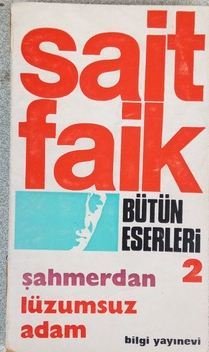 sait
faik
BÜTÜN
ESERLERİ
şahmerdan 2
lüzumsuz
adam
bilgi yayınevi